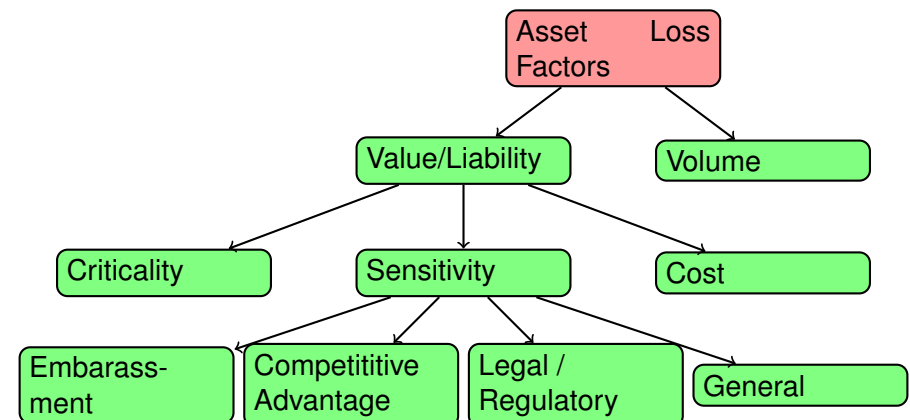 Asset Loss
Factors
Value/Liability
Volume
Criticality
Sensitivity
Cost
Embarass-
ment
Competititive
Advantage
Legal /
Regulatory
General